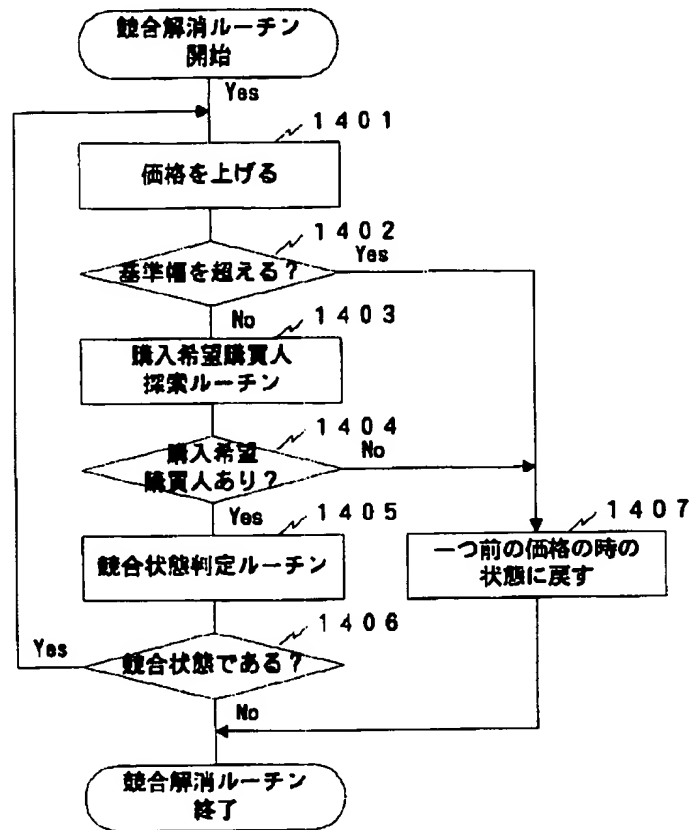 競合解消ルーチン
開始
Yes
1401
価格を上げる
1402
基準幅を超える？
Yes
No
1403
購入希望購買人
探索ルーチン
1404
購入希望
購買人あり？
No
Yes
1405
1407
競合状態判定ルーチン
一つ前の価格の時の
状態に戻す
1406
Yes
競合状態である？
No
競合解消ルーチン
終了